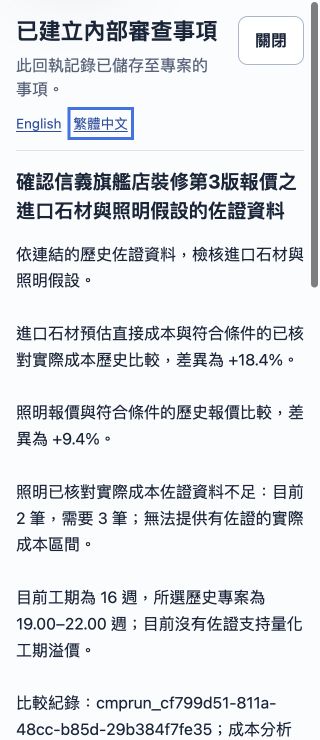 已建立內部審查事項
關閉
此回執記錄已儲存至專案的
事項。
English 繁體中文
確認信義旗艦店裝修第3版報價之
進口石材與照明假設的佐證資料
依連結的歷史佐證資料，檢核進口石材與
照明假設。
進口石材預估直接成本與符合條件的已核
對實際成本歷史比較，差異為 +18.4%。
照明報價與符合條件的歷史報價比較，差
異為 +9.4%。
照明已核對實際成本佐證資料不足：目前
2 筆，需要 3 筆；無法提供有佐證的實際
成本區間。
目前工期為 16 週，所選歷史專案為
19.00–22.00 週；目前沒有佐證支持量化
工期溢價。
比較紀錄：cmprun_cf799d51-811a-
48cc-b85d-29b384f7fe35；成本分析